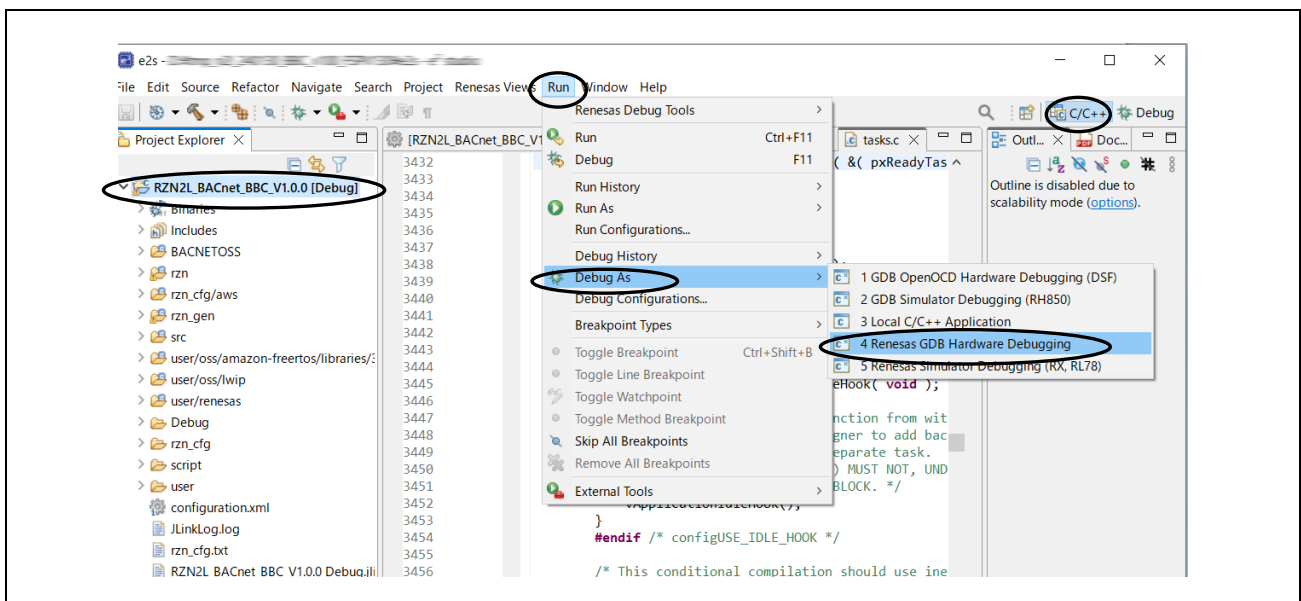 e2s -
File Edit Source Refactor Navigate Search Project Renesas Views Run Window Help
C/C++ Debug
Project Explorer
RZN2L_BACnet_BBC_V1.0.0 [Debug]
Binaries
Includes
BACNETOSS
rzn
rzn_cfg/aws
rzn_gen
src
user/oss/amazon-freertos/libraries/3
user/oss/lwip
user/renesas
Debug
rzn_cfg
script
user
configuration.xml
JLinkLog.log
rzn_cfg.txt
RZN2L_BACnet_BBC_V1.0.0 Debug.jli
[RZN2L_BACnet_BBC_V1
tasks.c
3432
3433
3434
3435
3436
3437
3438
3439
3440
3441
3442
3443
3444
3445
3446
3447
3448
3449
3450
3451
3452
3453
3454
3455
3456
( &( pxReadyTas
);
eHook( void );
nction from wit
gner to add bac
eparate task.
) MUST NOT, UND
BLOCK. */
vApplicationIdleHook();
}
#endif /* configUSE_IDLE_HOOK */
/* This conditional compilation should use ine
Renesas Debug Tools
Run Ctrl+F11
Debug F11
Run History
Run As
Run Configurations...
Debug History
Debug As
Debug Configurations...
Breakpoint Types
Toggle Breakpoint Ctrl+Shift+B
Toggle Line Breakpoint
Toggle Watchpoint
Toggle Method Breakpoint
Skip All Breakpoints
Remove All Breakpoints
External Tools
1 GDB OpenOCD Hardware Debugging (DSF)
2 GDB Simulator Debugging (RH850)
3 Local C/C++ Application
4 Renesas GDB Hardware Debugging
5 Renesas Simulator Debugging (RX, RL78)
Outl...
Doc...
Outline is disabled due to
scalability mode (options).